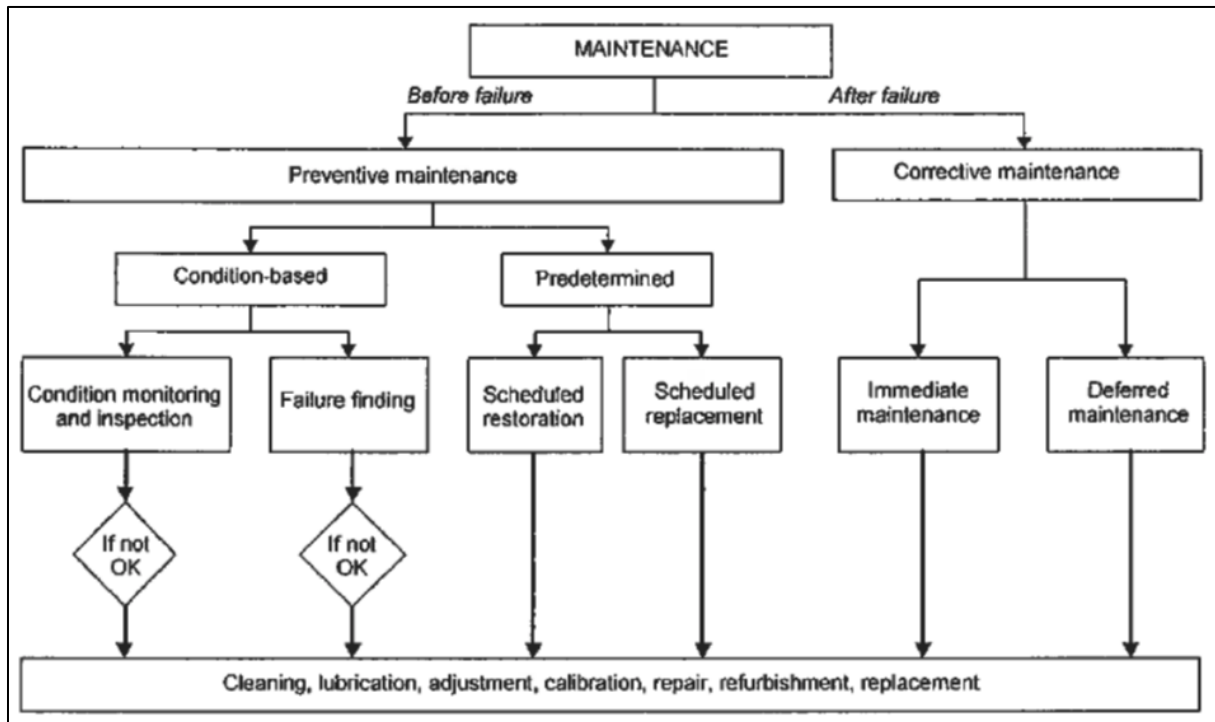 MAINTENANCE
Before failure
After failure
Preventive maintenance
Corrective maintenance
Condition-based
Predetermined
Condition monitoring
and inspection
Failure finding
Scheduled
restoration
Scheduled
replacement
Immediate
maintenance
Deferred
maintenance
If not
OK
If not
OK
Cleaning, lubrication, adjustment, calibration, repair, refurbishment, replacement